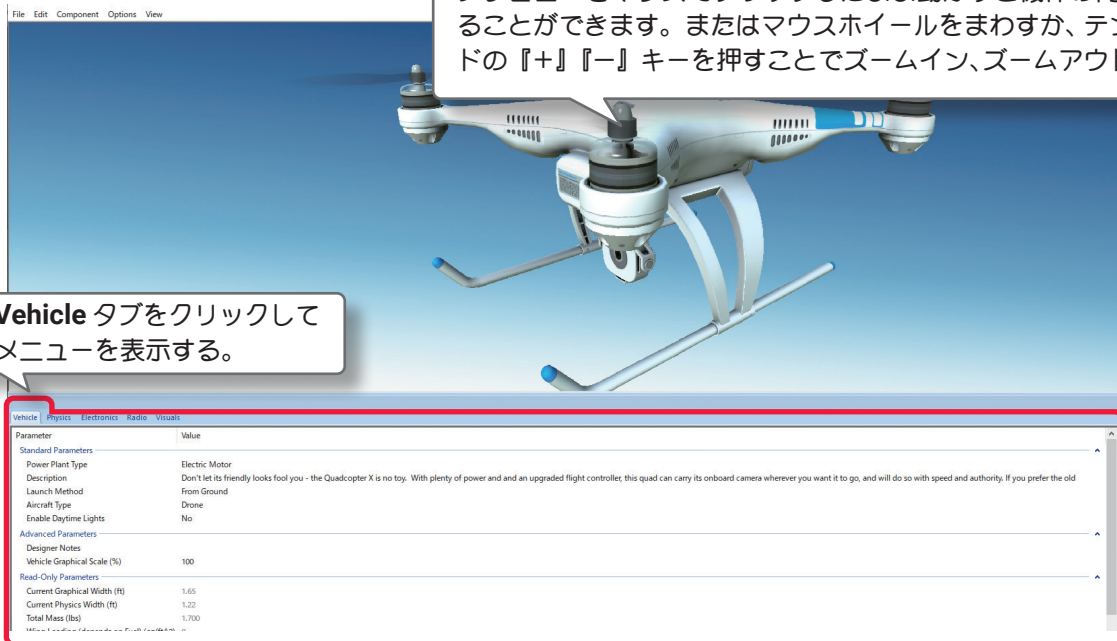 File Edit Component Options View
ることができます。またはマウスホイールをまわすか、テン
ドの『+』『−』キーを押すことでズームイン、ズームアウト
Vehicle タブをクリックして
メニューを表示する。
Vehicle Physics Electronics Radio Visuals
Parameter Value
Standard Parameters
Power Plant Type Electric Motor
Description Don't let its friendly looks fool you - the Quadcopter X is no toy. With plenty of power and and an upgraded flight controller, this quad can carry its onboard camera wherever you want it to go, and will do so with speed and authority. If you prefer the old
Launch Method From Ground
Aircraft Type Drone
Enable Daytime Lights No
Advanced Parameters
Designer Notes
Vehicle Graphical Scale (%) 100
Read-Only Parameters
Current Graphical Width (ft) 1.65
Current Physics Width (ft) 1.22
Total Mass (lbs) 1.700